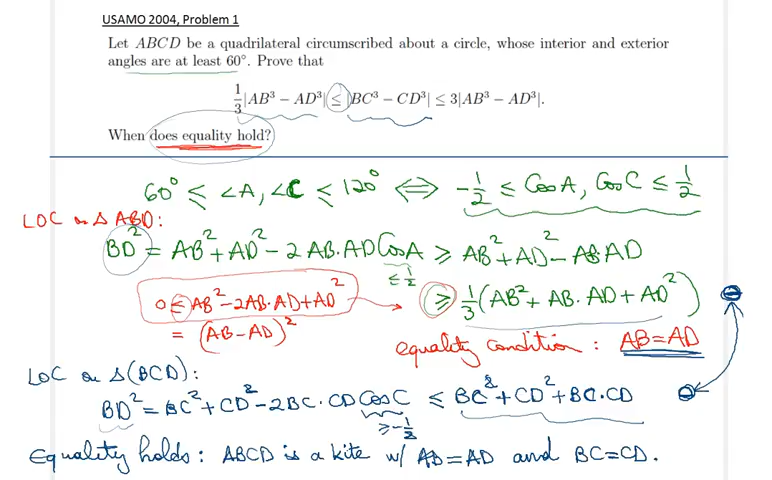 USAMO 2004, Problem 1
Let ABCD be a quadrilateral circumscribed about a circle, whose interior and exterior
angles are at least 60°. Prove that
1/3|AB³ − AD³| ≤ |BC³ − CD³| ≤ 3|AB³ − AD³|.
When does equality hold?
60° ≤ ∠A, ∠C ≤ 120° ⟺ −1/2 ≤ Cos A, Cos C ≤ 1/2
LOC on Δ ABD:
BD² = AB² + AD² − 2 AB·AD Cos A ≥ AB² + AD² − AB·AD
≤ 1/2
0 ≤ AB² − 2AB·AD + AD²
≥ 1/3 (AB² + AB·AD + AD²)
= (AB − AD)²
equality condition : AB = AD
LOC on Δ(BCD):
BD² = BC² + CD² − 2BC·CD Cos C ≤ BC² + CD² + BC·CD
≥ −1/2
Equality holds: ABCD is a kite w/ AB = AD and BC = CD.